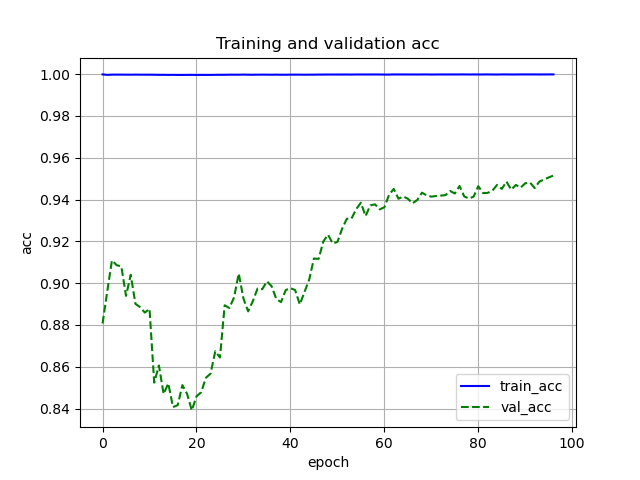 Training and validation acc
1.00
0.98
0.96
0.94
0.92
0.90
0.88
0.86
0.84
acc
train_acc
val_acc
0 20 40 60 80 100
epoch